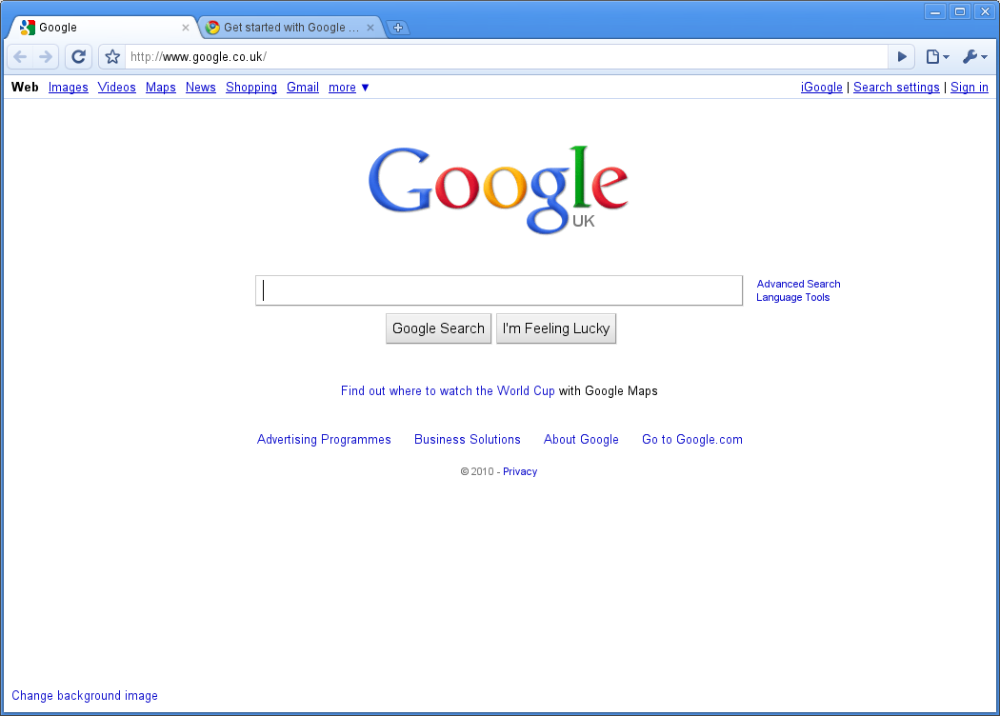 Google
Get started with Google ...
http://www.google.co.uk/
Web Images Videos Maps News Shopping Gmail more ▼
iGoogle | Search settings | Sign in
Google
UK
Advanced Search
Language Tools
Google Search
I'm Feeling Lucky
Find out where to watch the World Cup with Google Maps
Advertising Programmes
Business Solutions
About Google
Go to Google.com
© 2010 - Privacy
Change background image